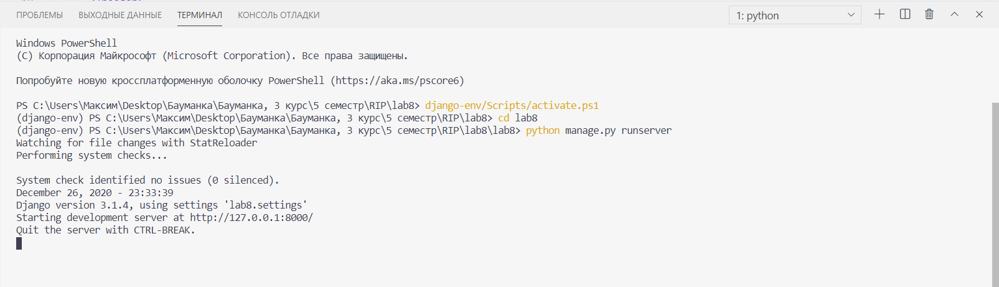 ПРОБЛЕМЫ ВЫХОДНЫЕ ДАННЫЕ ТЕРМИНАЛ КОНСОЛЬ ОТЛАДКИ 1: python
Windows PowerShell
(C) Корпорация Майкрософт (Microsoft Corporation). Все права защищены.
Попробуйте новую кроссплатформенную оболочку PowerShell (https://aka.ms/pscore6)
PS C:\Users\Максим\Desktop\Бауманка\Бауманка, 3 курс\5 семестр\RIP\lab8> django-env/Scripts/activate.ps1
(django-env) PS C:\Users\Максим\Desktop\Бауманка\Бауманка, 3 курс\5 семестр\RIP\lab8> cd lab8
(django-env) PS C:\Users\Максим\Desktop\Бауманка\Бауманка, 3 курс\5 семестр\RIP\lab8\lab8> python manage.py runserver
Watching for file changes with StatReloader
Performing system checks...
System check identified no issues (0 silenced).
December 26, 2020 - 23:33:39
Django version 3.1.4, using settings 'lab8.settings'
Starting development server at http://127.0.0.1:8000/
Quit the server with CTRL-BREAK.